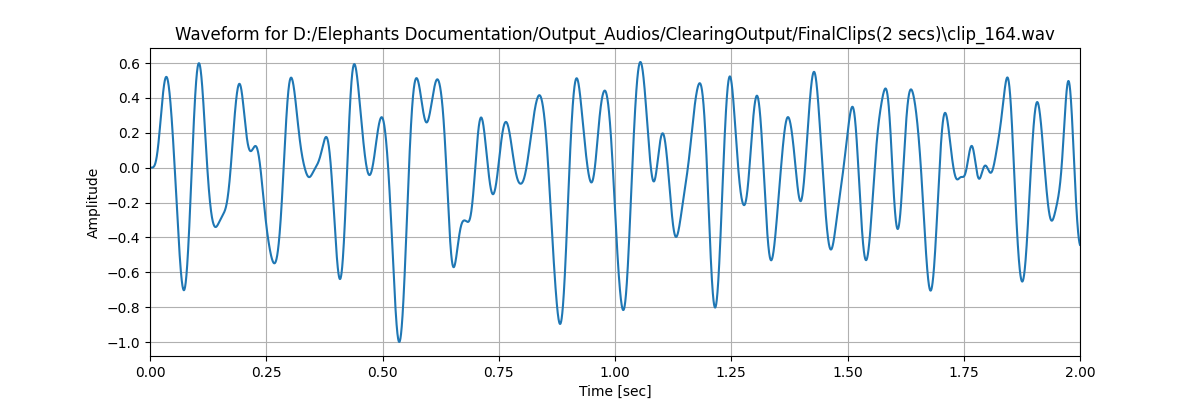 Waveform for D:/Elephants Documentation/Output_Audios/ClearingOutput/FinalClips(2 secs)\clip_164.wav
Amplitude
0.6
0.4
0.2
0.0
−0.2
−0.4
−0.6
−0.8
−1.0
0.00 0.25 0.50 0.75 1.00 1.25 1.50 1.75 2.00
Time [sec]